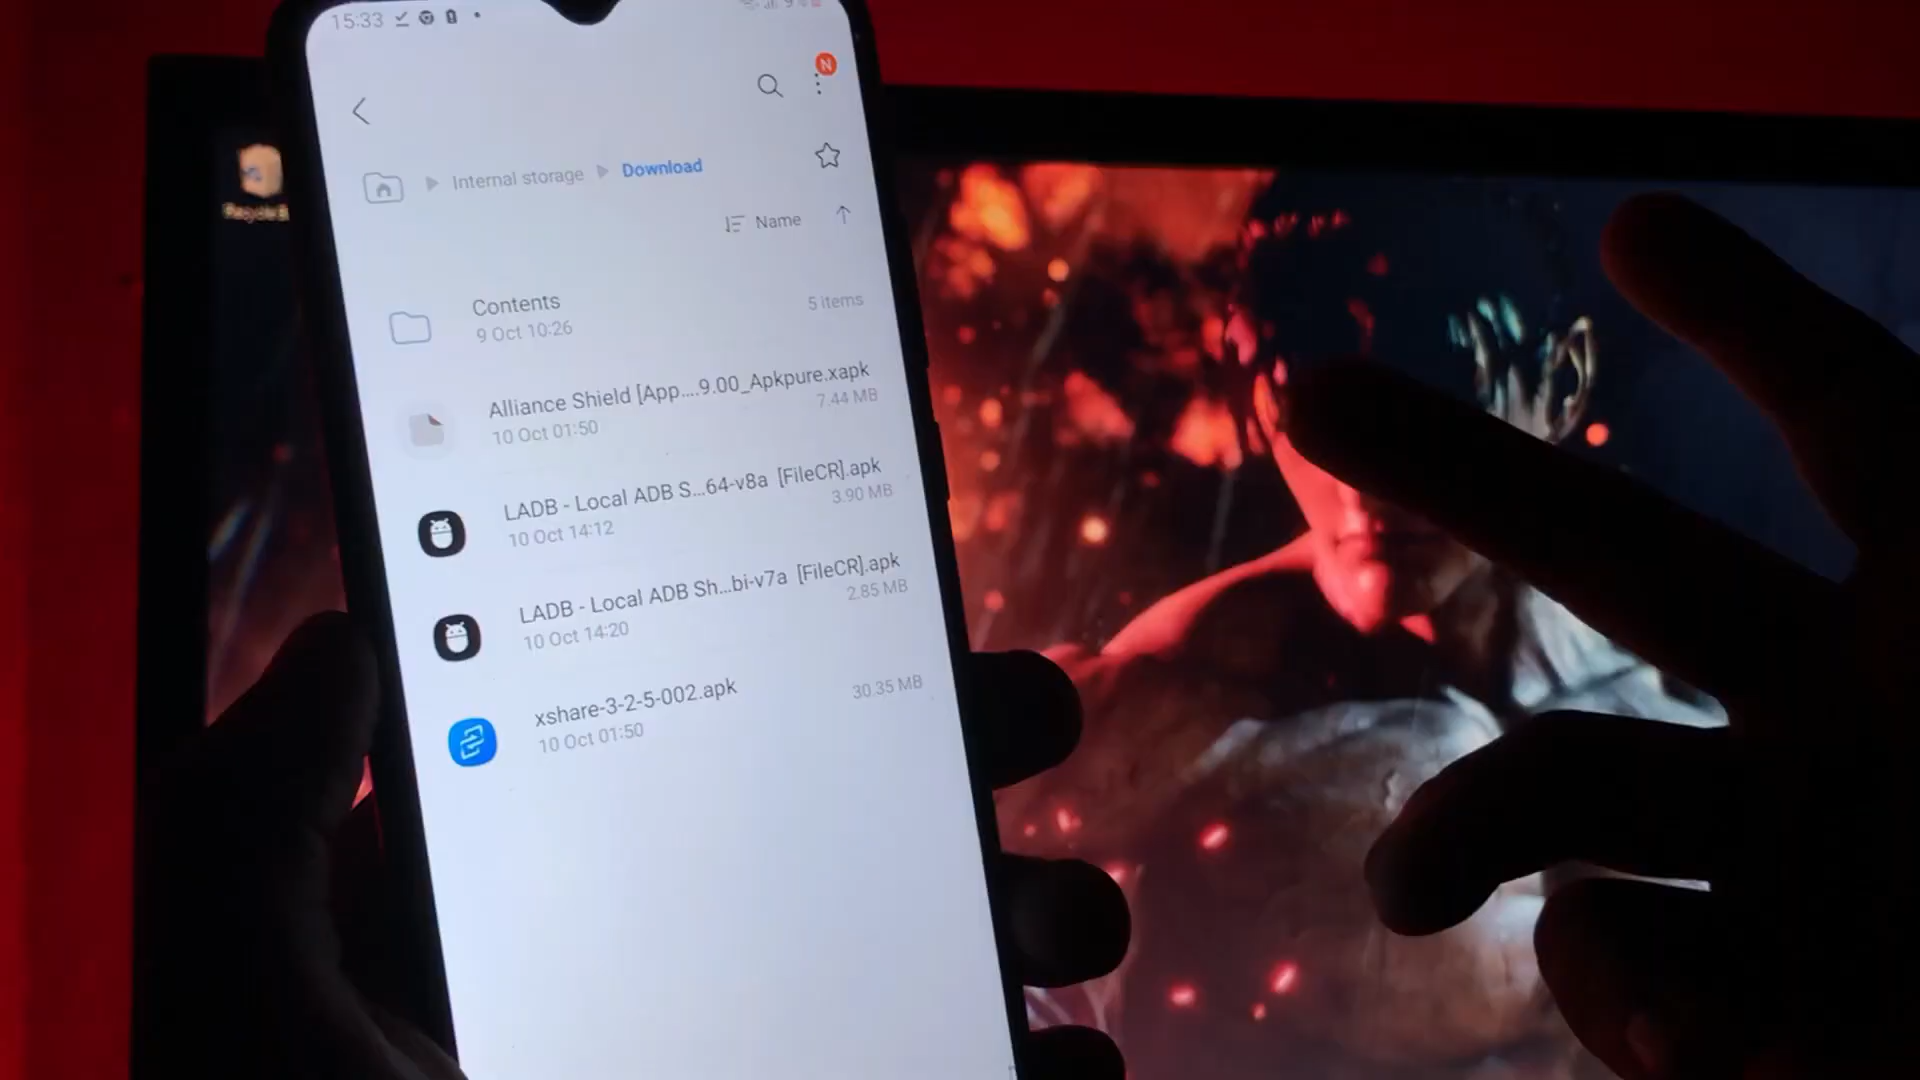 15:33
N
Internal storage Download
Name
Contents
5 items
9 Oct 10:26
Alliance Shield [App....9.00_Apkpure.xapk
7.44 MB
10 Oct 01:50
LADB - Local ADB S...64-v8a [FileCR].apk
3.90 MB
10 Oct 14:12
LADB - Local ADB Sh...bi-v7a [FileCR].apk
2.85 MB
10 Oct 14:20
xshare-3-2-5-002.apk
30.35 MB
10 Oct 01:50